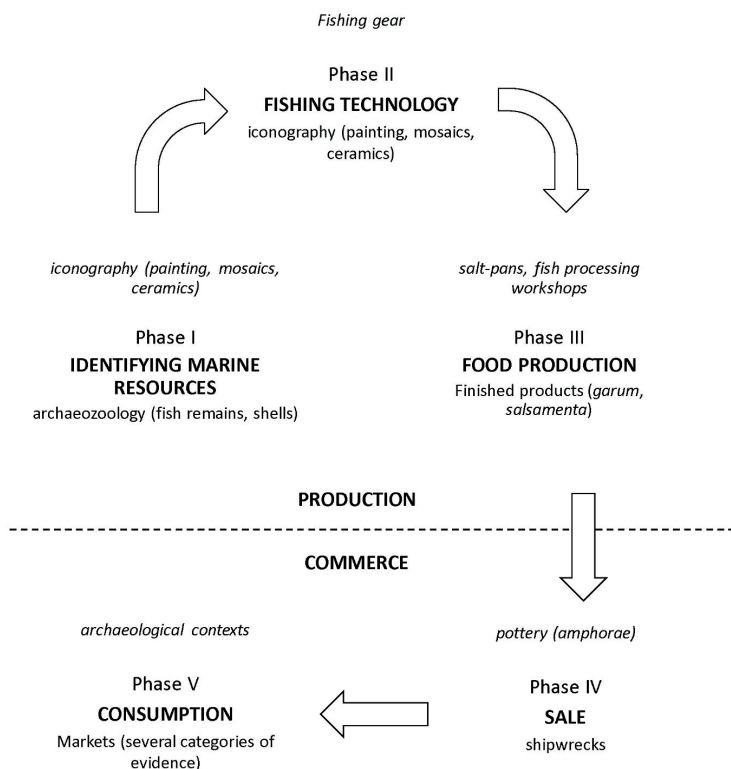 Fishing gear
Phase II
FISHING TECHNOLOGY
iconography (painting, mosaics,
ceramics)
iconography (painting, mosaics,
ceramics)
Phase I
IDENTIFYING MARINE
RESOURCES
archaeozoology (fish remains, shells)
salt-pans, fish processing
workshops
Phase III
FOOD PRODUCTION
Finished products (garum,
salsamenta)
PRODUCTION
COMMERCE
archaeological contexts
Phase V
CONSUMPTION
Markets (several categories of
evidence)
pottery (amphorae)
Phase IV
SALE
shipwrecks